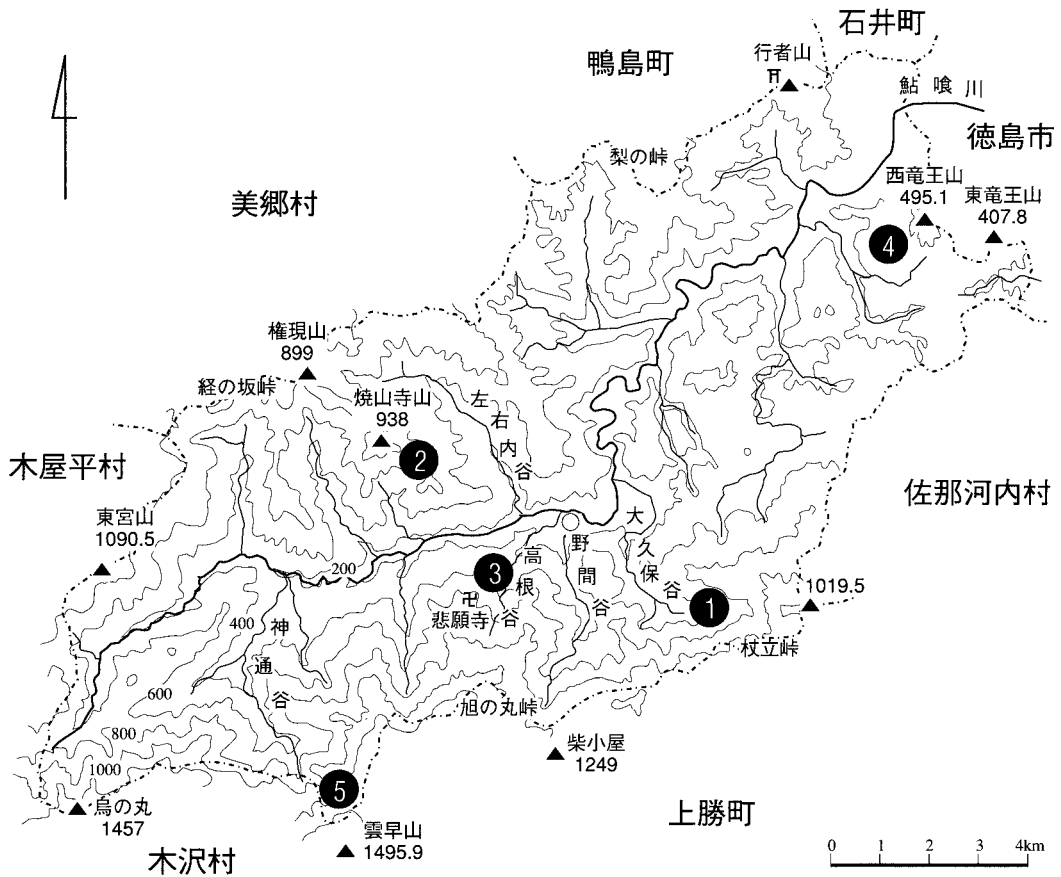 石井町
鴨島町
行者山
鮎喰川
徳島市
梨の峠
西竜王山
495.1
東竜王山
407.8
美郷村
4
権現山
899
経の坂峠
焼山寺山
938
左右内谷
2
木屋平村
佐那河内村
東宮山
1090.5
大久保谷
野間谷
高根谷
3
200
卍
悲願寺
1
1019.5
杖立峠
400
神通谷
600
旭の丸峠
800
柴小屋
1249
1000
5
烏の丸
1457
上勝町
雲早山
1495.9
木沢村
0 1 2 3 4km